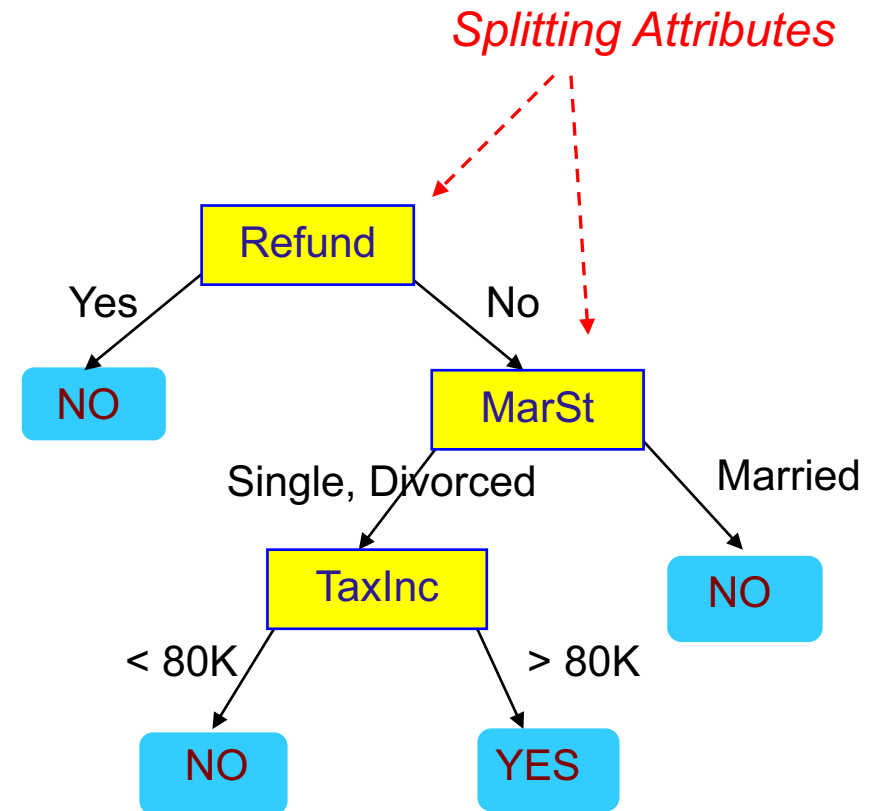 Splitting Attributes
Refund
Yes
No
NO
MarSt
Single, Divorced
Married
TaxInc
NO
< 80K
> 80K
NO
YES